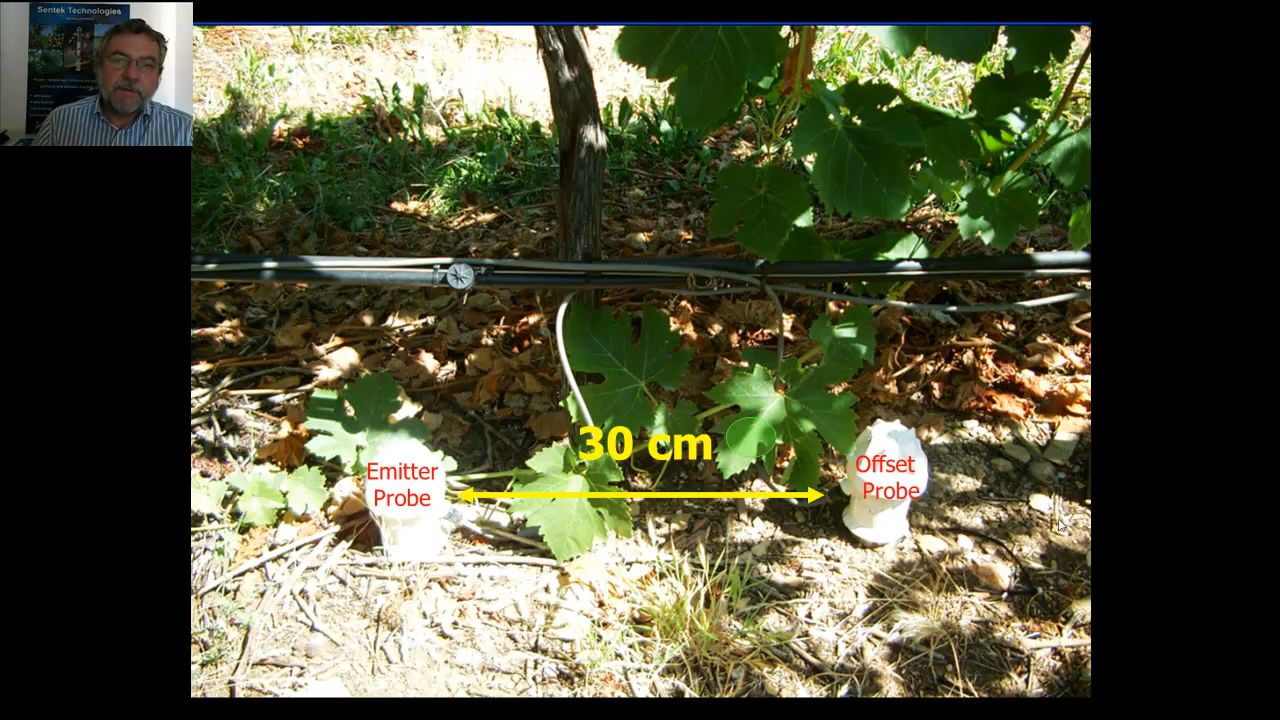 Sentek Technologies
30 cm
Emitter
Probe
Offset
Probe